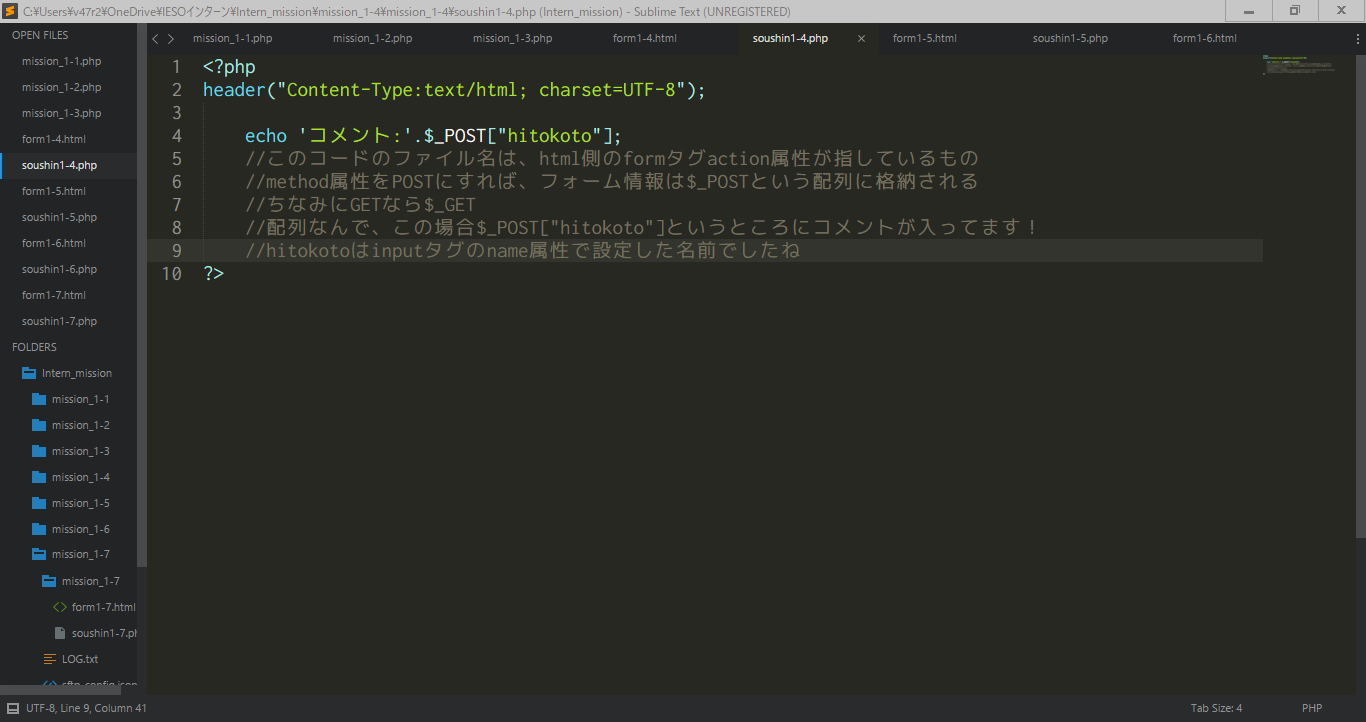 C:¥Users¥v47r2¥OneDrive¥IESOインターン¥Intern_mission¥mission_1-4¥mission_1-4¥soushin1-4.php (Intern_mission) - Sublime Text (UNREGISTERED)
OPEN FILES
mission_1-1.php
mission_1-2.php
mission_1-3.php
form1-4.html
soushin1-4.php
form1-5.html
soushin1-5.php
form1-6.html
soushin1-6.php
form1-7.html
soushin1-7.php
FOLDERS
Intern_mission
mission_1-1
mission_1-2
mission_1-3
mission_1-4
mission_1-5
mission_1-6
mission_1-7
mission_1-7
form1-7.html
soushin1-7.ph
LOG.txt
mission_1-1.php mission_1-2.php mission_1-3.php form1-4.html soushin1-4.php form1-5.html soushin1-5.php form1-6.html
1 <?php
2 header("Content-Type:text/html; charset=UTF-8");
3
4 echo 'コメント:'.$_POST["hitokoto"];
5 //このコードのファイル名は、html側のformタグaction属性が指しているもの
6 //method属性をPOSTにすれば、フォーム情報は$_POSTという配列に格納される
7 //ちなみにGETなら$_GET
8 //配列なんで、この場合$_POST["hitokoto"]というところにコメントが入ってます！
9 //hitokotoはinputタグのname属性で設定した名前でしたね
10 ?>
UTF-8, Line 9, Column 41
Tab Size: 4
PHP